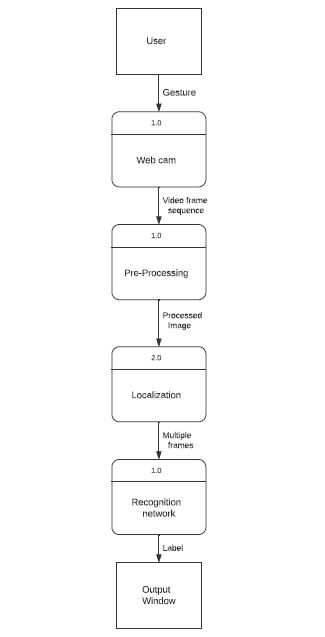 User
Gesture
1.0
Web cam
Video frame
sequence
1.0
Pre-Processing
Processed
Image
2.0
Localization
Multiple
frames
1.0
Recognition
network
Label
Output
Window